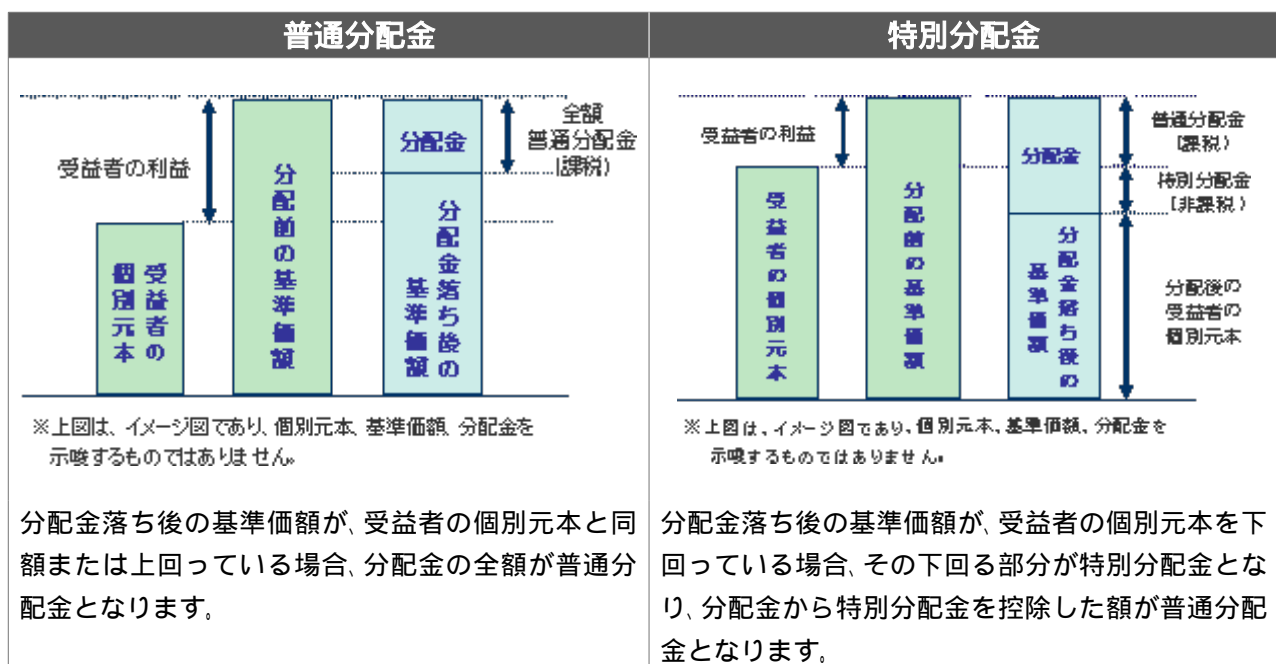 普通分配金
受益者の利益
受益者の
個別元本
分配前の基準価額
分配金
分配金落ち後の
基準価額
全額
普通分配金
(課税)
※上図は、イメージ図であり、個別元本、基準価額、分配金を
示唆するものではありません。
分配金落ち後の基準価額が、受益者の個別元本と同
額または上回っている場合、分配金の全額が普通分
配金となります。
特別分配金
受益者の利益
受益者の個別元本
分配前の基準価額
分配金
分配金落ち後の
基準価額
普通分配金
(課税)
特別分配金
(非課税)
分配後の
受益者の
個別元本
※上図は、イメージ図であり、個別元本、基準価額、分配金を
示唆するものではありません。
分配金落ち後の基準価額が、受益者の個別元本を下
回っている場合、その下回る部分が特別分配金とな
り、分配金から特別分配金を控除した額が普通分配
金となります。